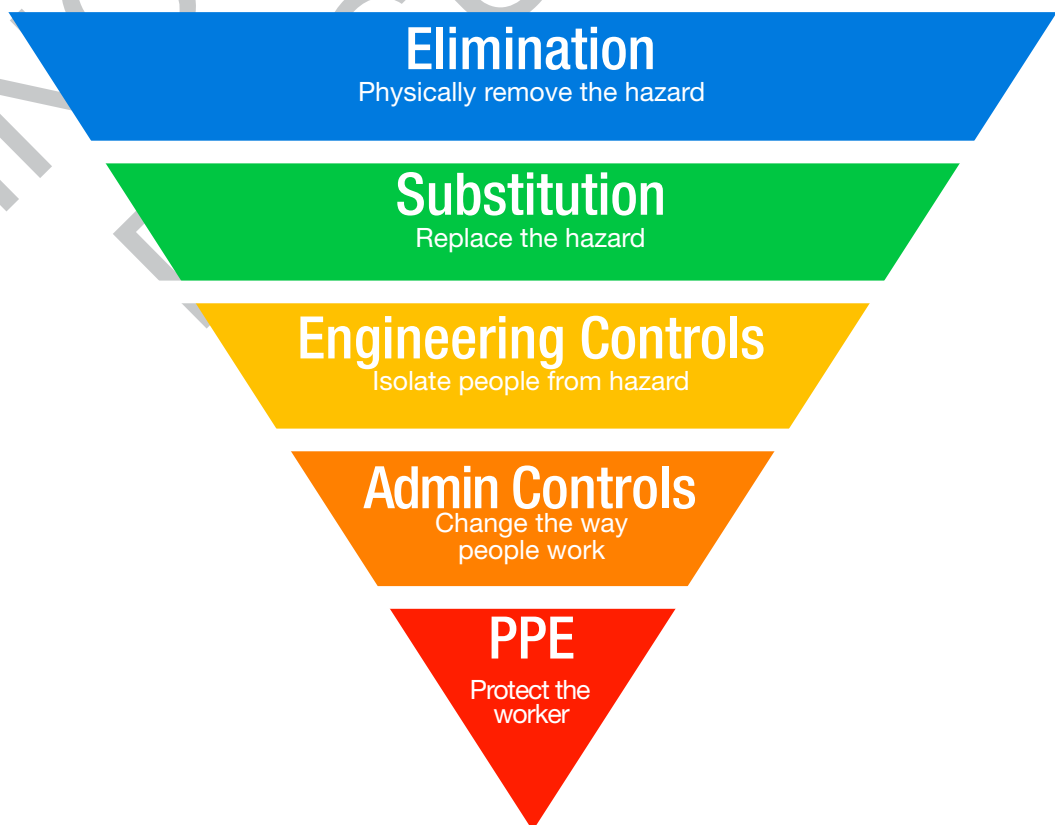 Elimination
Physically remove the hazard
Substitution
Replace the hazard
Engineering Controls
Isolate people from hazard
Admin Controls
Change the way
people work
PPE
Protect the
worker